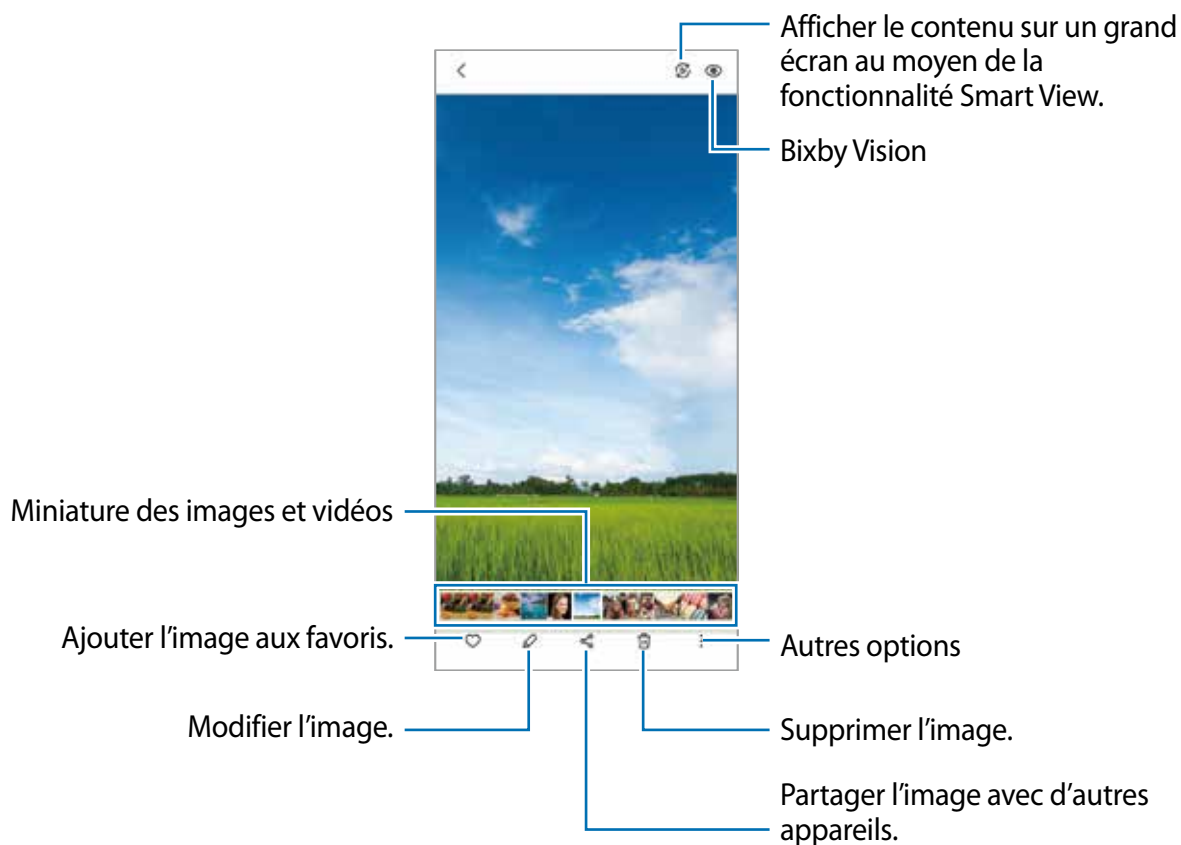 Afficher le contenu sur un grand
écran au moyen de la
fonctionnalité Smart View.
Bixby Vision
Miniature des images et vidéos
Ajouter l'image aux favoris.
Autres options
Modifier l'image.
Supprimer l'image.
Partager l'image avec d'autres
appareils.